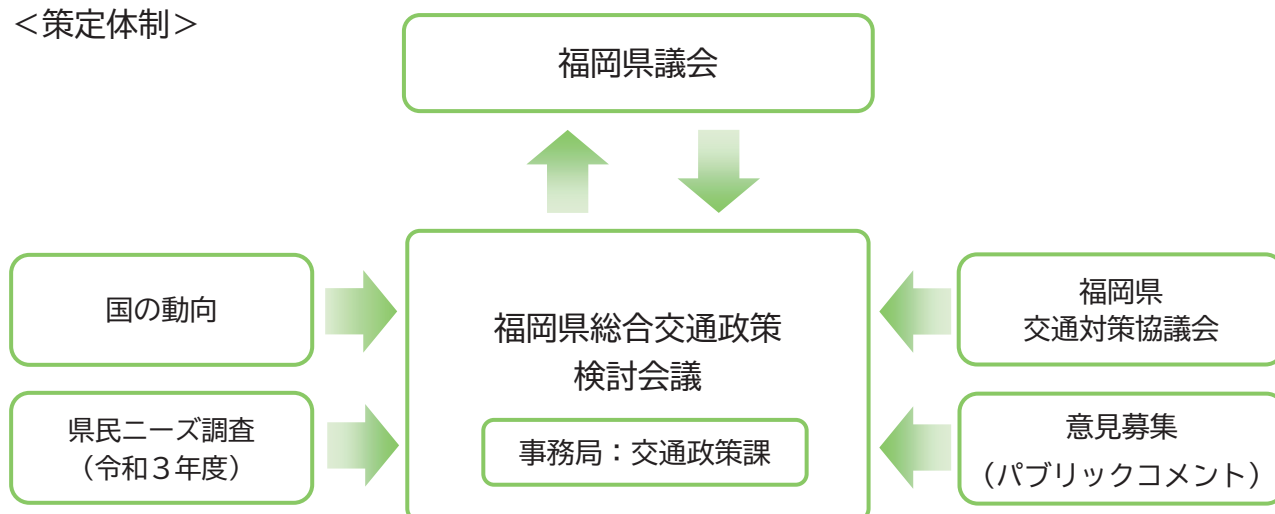 ＜策定体制＞
福岡県議会
国の動向
県民ニーズ調査
（令和３年度）
福岡県総合交通政策
検討会議
事務局：交通政策課
福岡県
交通対策協議会
意見募集
（パブリックコメント）